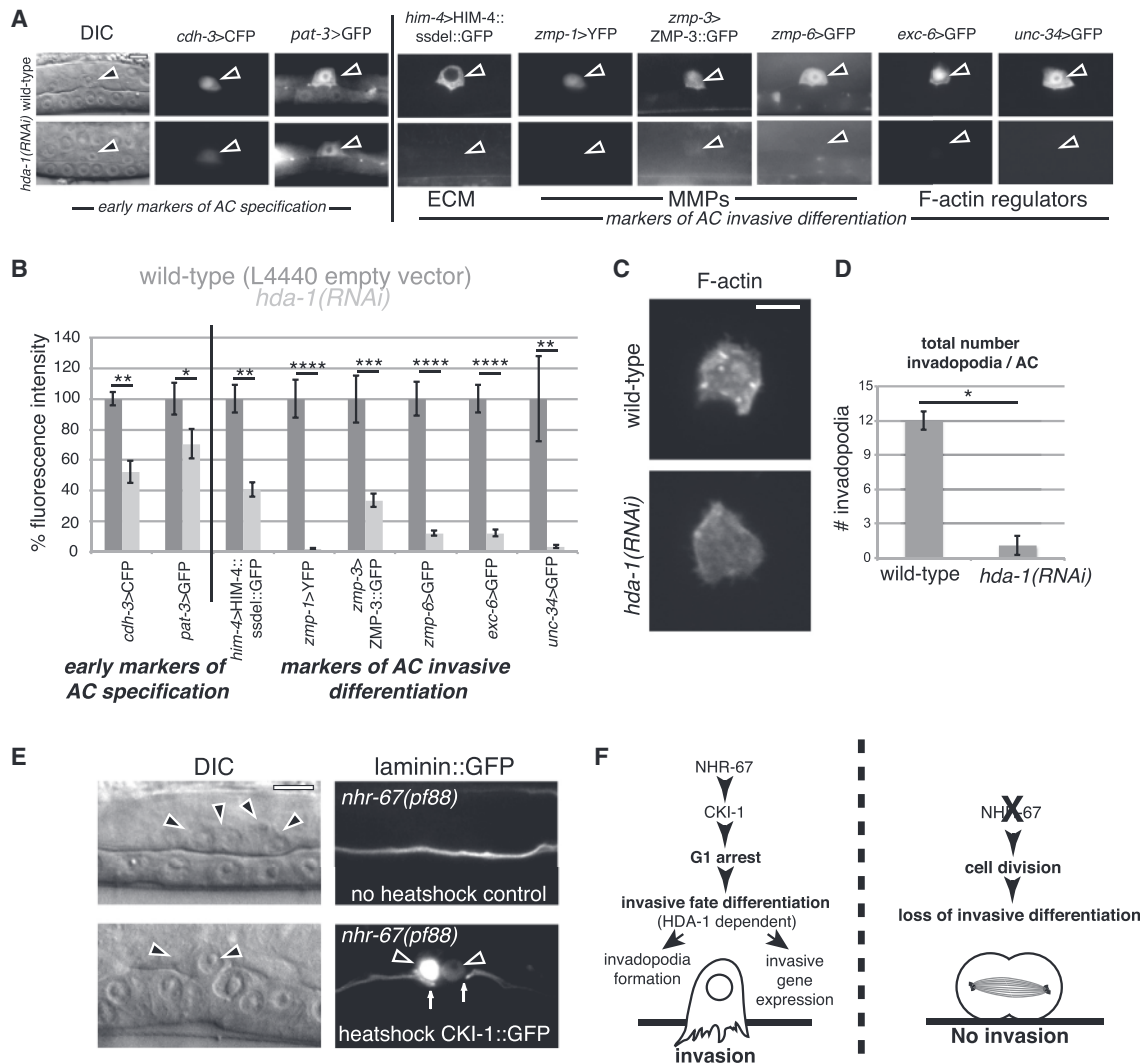 A
DIC
cdh-3>CFP
pat-3>GFP
him-4>HIM-4::
ssdel::GFP
zmp-1>YFP
zmp-3>
ZMP-3::GFP
zmp-6>GFP
exc-6>GFP
unc-34>GFP
wild-type
hda-1(RNAi)
early markers of AC specification
ECM
MMPs
F-actin regulators
markers of AC invasive differentiation
B
wild-type (L4440 empty vector)
hda-1(RNAi)
% fluorescence intensity
140
120
100
80
60
40
20
0
**
*
**
****
***
****
****
**
cdh-3>CFP
pat-3>GFP
him-4>HIM-4::
ssdel::GFP
zmp-1>YFP
zmp-3>
ZMP-3::GFP
zmp-6>GFP
exc-6>GFP
unc-34>GFP
early markers of
AC specification
markers of AC invasive
differentiation
C
F-actin
wild-type
hda-1(RNAi)
D
total number
invadopodia / AC
# invadopodia
15
12
9
6
3
0
*
wild-type
hda-1(RNAi)
E
DIC
laminin::GFP
nhr-67(pf88)
no heatshock control
nhr-67(pf88)
heatshock CKI-1::GFP
F
NHR-67
CKI-1
G1 arrest
invasive fate differentiation
(HDA-1 dependent)
invadopodia
formation
invasive
gene
expression
invasion
NHR-67
X
cell division
loss of invasive differentiation
No invasion